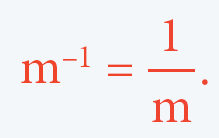 m⁻¹ = 1/m.